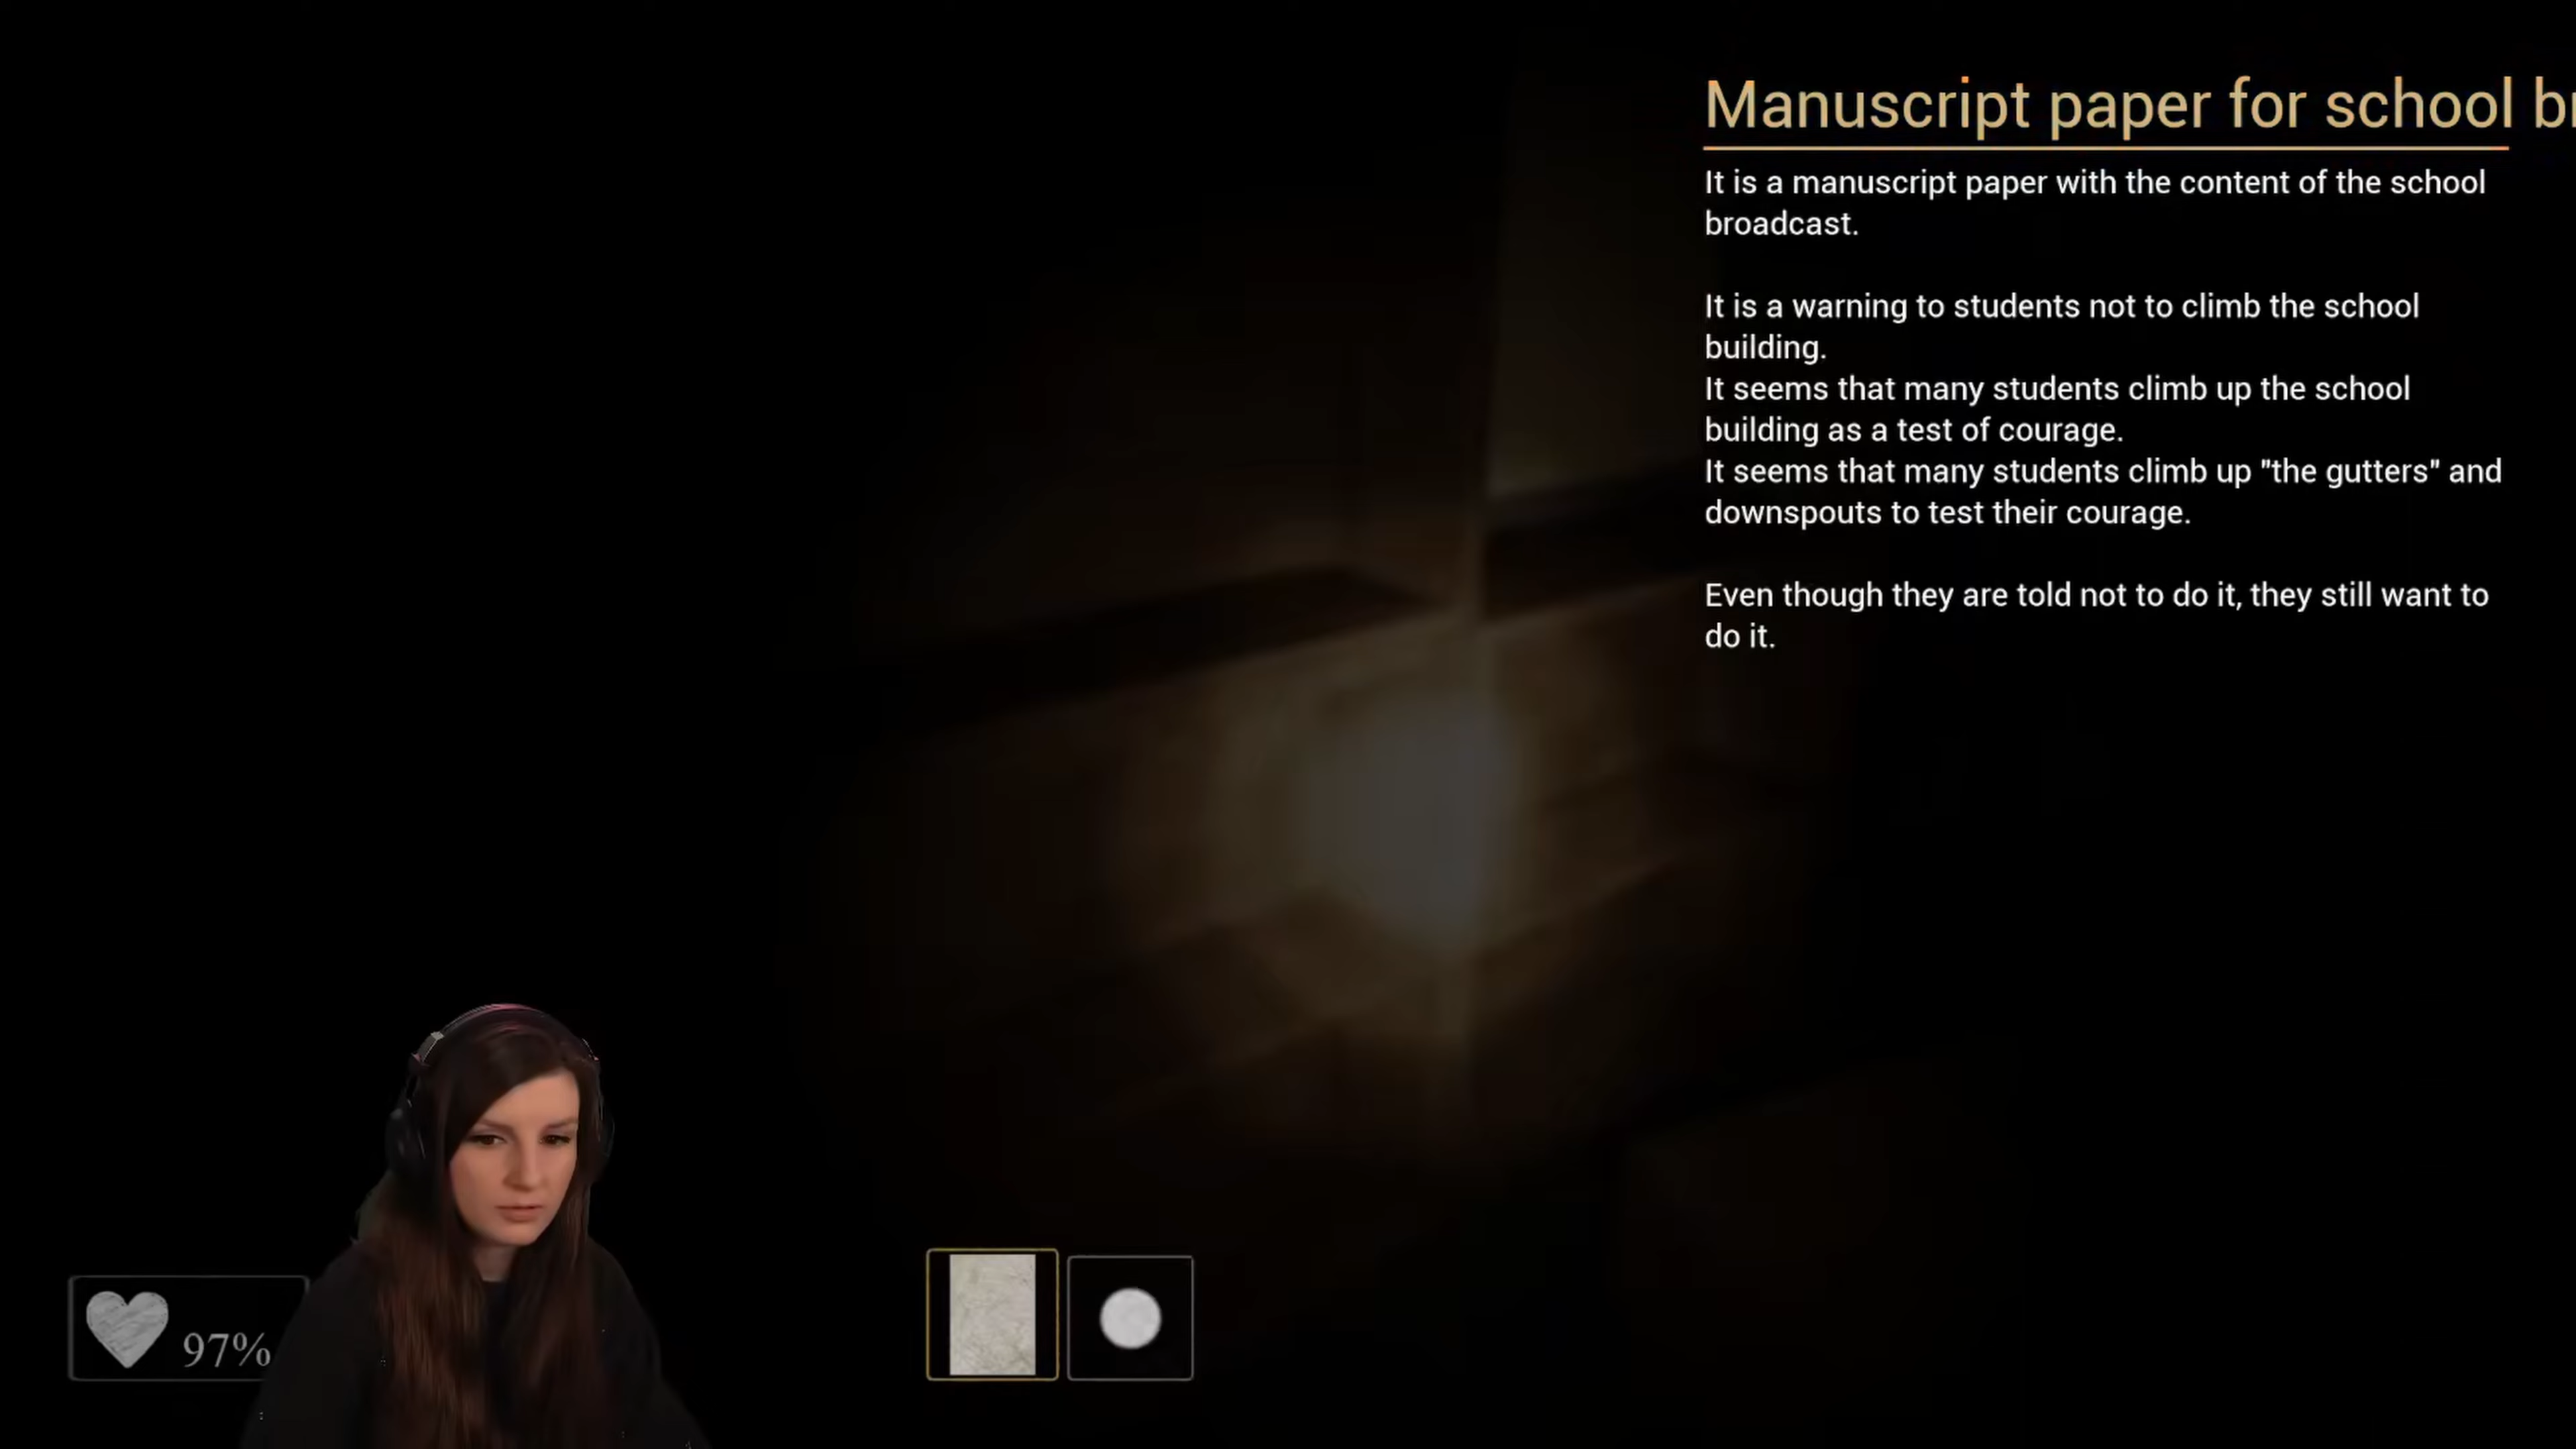 Manuscript paper for school
It is a manuscript paper with the content of the school
broadcast.
It is a warning to students not to climb the school
building.
It seems that many students climb up the school
building as a test of courage.
It seems that many students climb up "the gutters" and
downspouts to test their courage.
Even though they are told not to do it, they still want to
do it.
97%